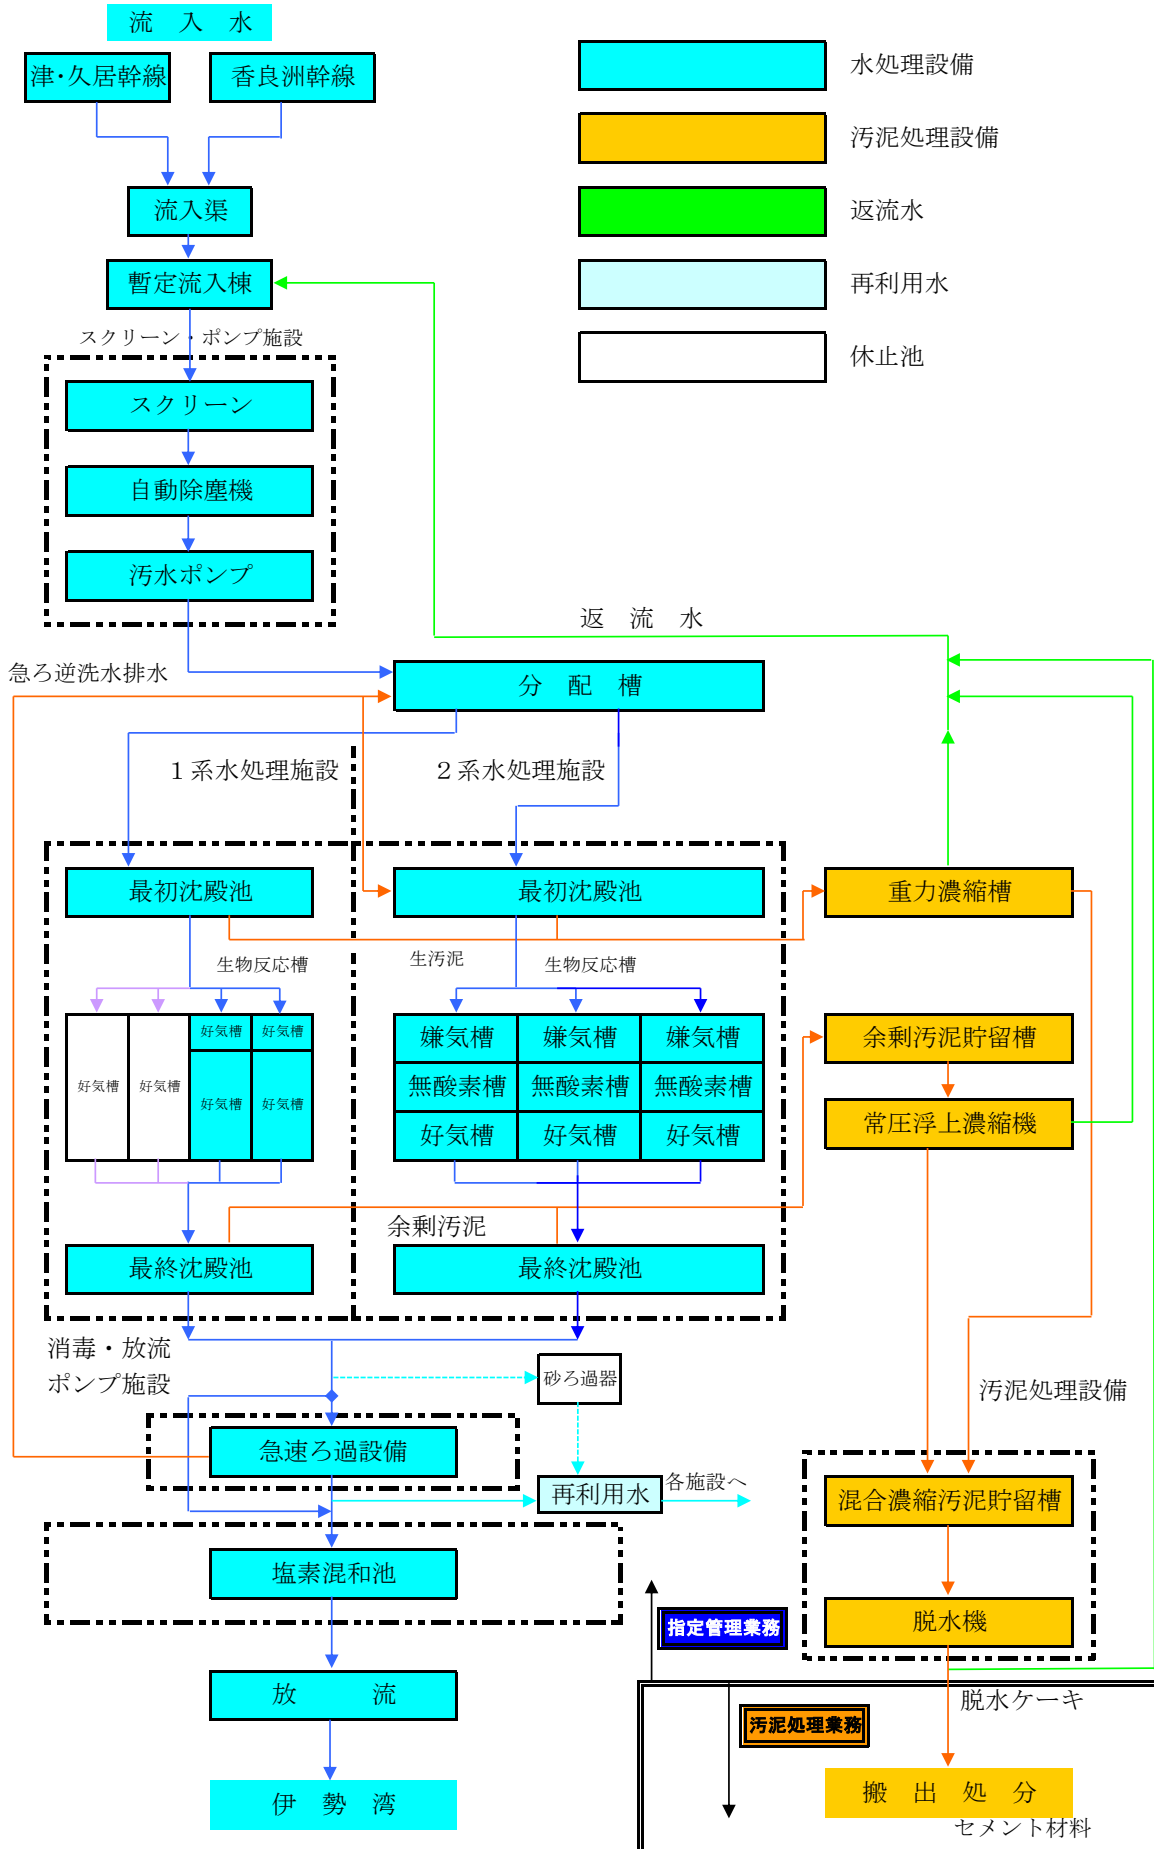 流　入　水
津・久居幹線
香良洲幹線
水処理設備
汚泥処理設備
返流水
再利用水
休止池
流入渠
暫定流入棟
スクリーン・ポンプ施設
スクリーン
自動除塵機
汚水ポンプ
返　流　水
急ろ逆洗水排水
分　配　槽
１系水処理施設
２系水処理施設
最初沈殿池
最初沈殿池
重力濃縮槽
生物反応槽
生汚泥
生物反応槽
好気槽
好気槽
好気槽
好気槽
好気槽
好気槽
嫌気槽
嫌気槽
嫌気槽
無酸素槽
無酸素槽
無酸素槽
好気槽
好気槽
好気槽
余剰汚泥貯留槽
常圧浮上濃縮機
余剰汚泥
最終沈殿池
最終沈殿池
消毒・放流
ポンプ施設
砂ろ過器
汚泥処理設備
急速ろ過設備
再利用水
各施設へ
混合濃縮汚泥貯留槽
塩素混和池
脱水機
指定管理業務
放　　流
脱水ケーキ
汚泥処理業務
伊　勢　湾
搬　出　処　分
セメント材料